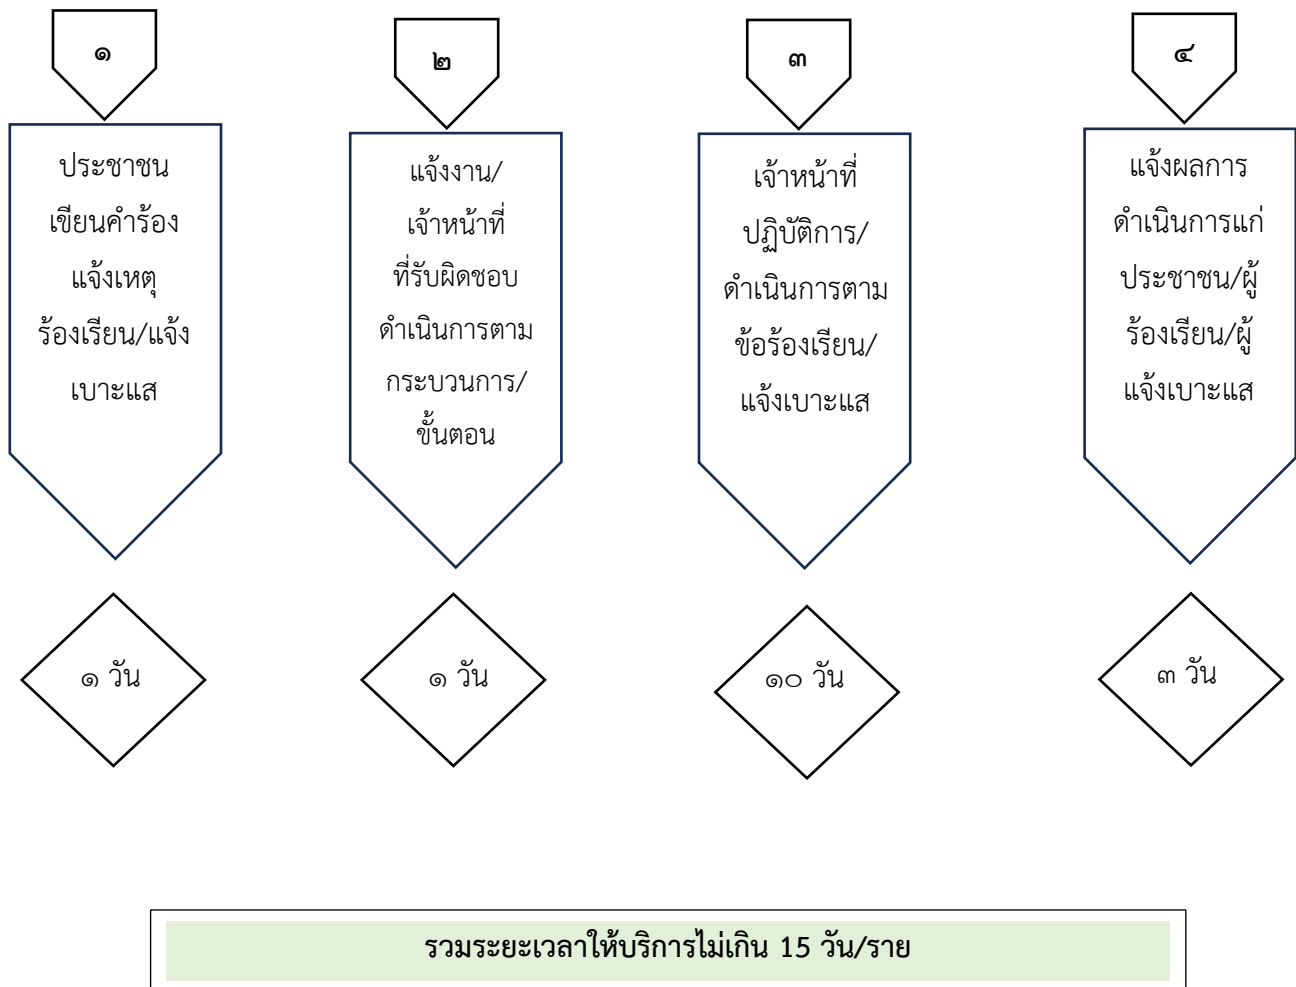 ๑
ประชาชน
เขียนคำร้อง
แจ้งเหตุ
ร้องเรียน/แจ้ง
เบาะแส
๑ วัน
๒
แจ้งงาน/
เจ้าหน้าที่
ที่รับผิดชอบ
ดำเนินการตาม
กระบวนการ/
ขั้นตอน
๑ วัน
๓
เจ้าหน้าที่
ปฏิบัติการ/
ดำเนินการตาม
ข้อร้องเรียน/
แจ้งเบาะแส
๑๐ วัน
๔
แจ้งผลการ
ดำเนินการแก่
ประชาชน/ผู้
ร้องเรียน/ผู้
แจ้งเบาะแส
๓ วัน
รวมระยะเวลาให้บริการไม่เกิน 15 วัน/ราย